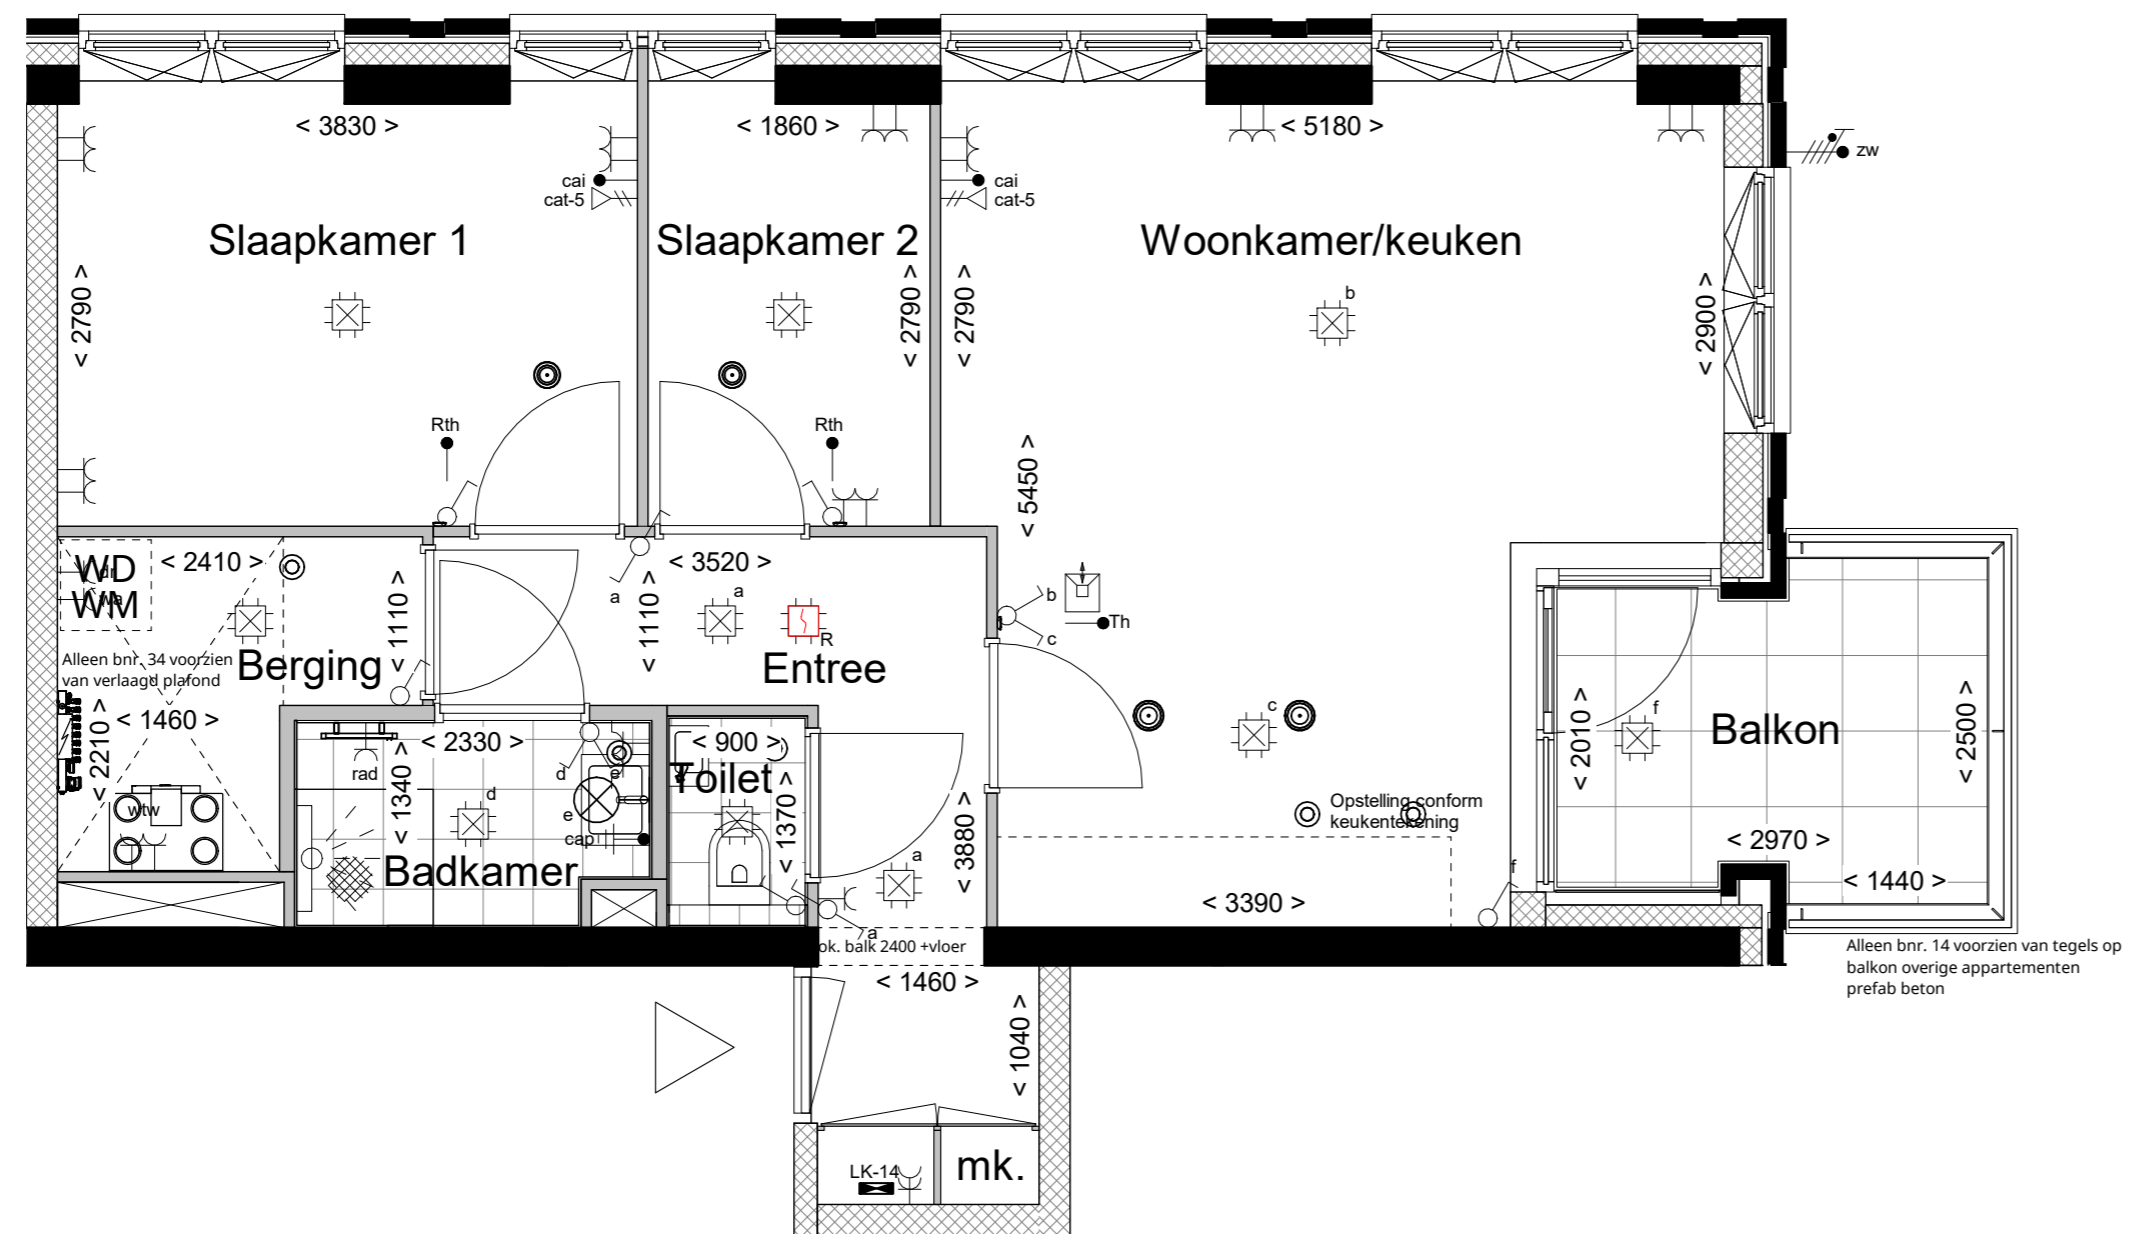 < 3830 >
< 1860 >
< 5180 >
zw
cai
cat-5
cai
cat-5
Slaapkamer 1
Slaapkamer 2
Woonkamer/keuken
< 2790 >
< 2790 >
< 2790 >
< 2900 >
b
Rth
Rth
< 5450 >
WD
dr
WM
wa
< 2410 >
< 3520 >
< 1110 >
< 1110 >
a
a
R
b
c
Th
Alleen bnr. 34 voorzien
van verlaagd plafond
Berging
Entree
< 1460 >
< 2210 >
< 2330 >
< 900 >
rad
< 1340 >
d
e
d
e
cap
Toilet
< 1370 >
wtw
Badkamer
< 3880 >
a
a
c
Opstelling conform
keukentekening
< 3390 >
f
f
< 2010 >
Balkon
< 2500 >
< 2970 >
< 1440 >
ok. balk 2400 +vloer
< 1460 >
< 1040 >
Alleen bnr. 14 voorzien van tegels op
balkon overige appartementen
prefab beton
LK-14
mk.